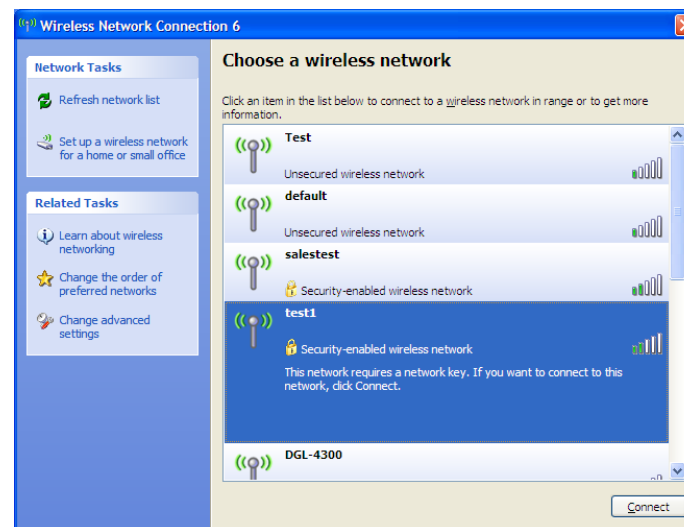 Wireless Network Connection 6
Network Tasks
Refresh network list
Set up a wireless network
for a home or small office
Related Tasks
Learn about wireless
networking
Change the order of
preferred networks
Change advanced
settings
Choose a wireless network
Click an item in the list below to connect to a wireless network in range or to get more
information.
Test
Unsecured wireless network
default
Unsecured wireless network
salestest
Security-enabled wireless network
test1
Security-enabled wireless network
This network requires a network key. If you want to connect to this
network, click Connect.
DGL-4300
Connect